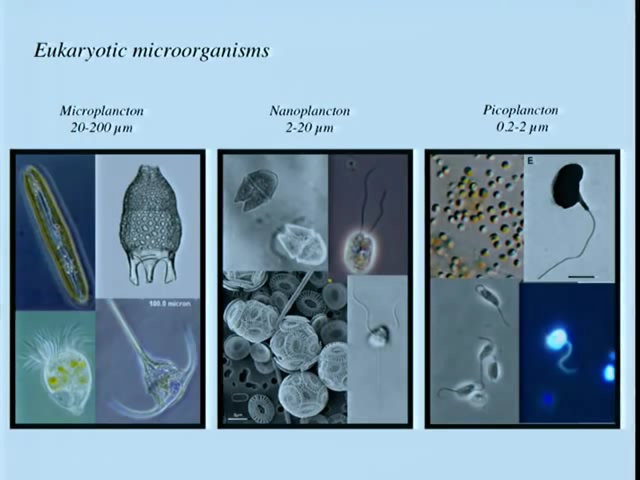 Eukaryotic microorganisms
Microplancton
20-200 µm
Nanoplancton
2-20 µm
Picoplancton
0.2-2 µm
E
100.0 micron